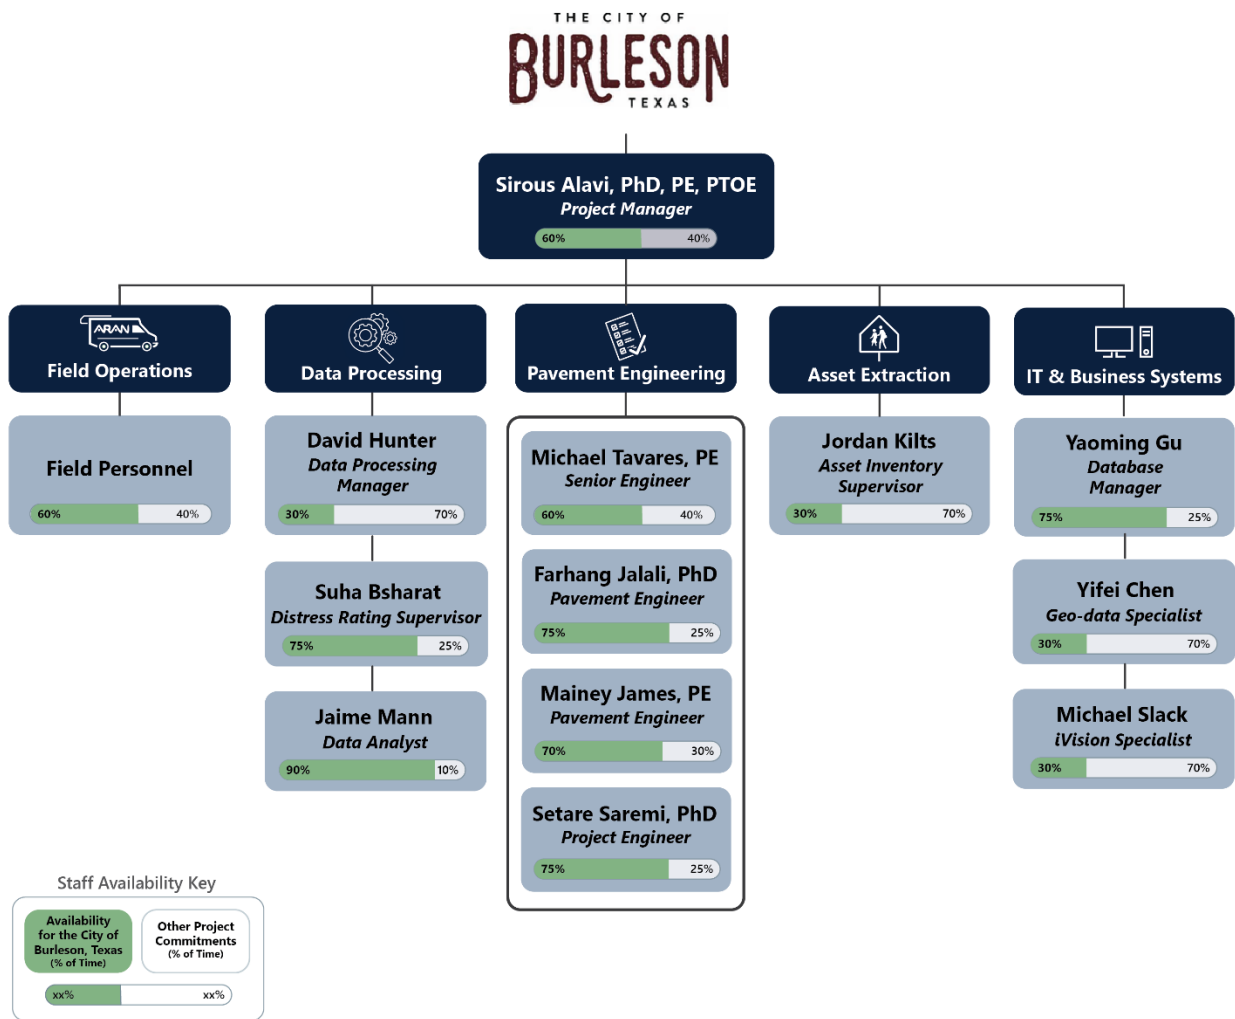 THE CITY OF
BURLESON
TEXAS
Sirous Alavi, PhD, PE, PTOE
Project Manager
60% 40%
ARAN
Field Operations
Field Personnel
60% 40%
Data Processing
David Hunter
Data Processing
Manager
30% 70%
Suha Bsharat
Distress Rating Supervisor
75% 25%
Jaime Mann
Data Analyst
90% 10%
Pavement Engineering
Michael Tavares, PE
Senior Engineer
60% 40%
Farhang Jalali, PhD
Pavement Engineer
75% 25%
Mainey James, PE
Pavement Engineer
70% 30%
Setare Saremi, PhD
Project Engineer
75% 25%
Asset Extraction
Jordan Kilts
Asset Inventory
Supervisor
30% 70%
IT & Business Systems
Yaoming Gu
Database
Manager
75% 25%
Yifei Chen
Geo-data Specialist
30% 70%
Michael Slack
iVision Specialist
30% 70%
Staff Availability Key
Availability
for the City of
Burleson, Texas
(% of Time)
Other Project
Commitments
(% of Time)
xx% xx%